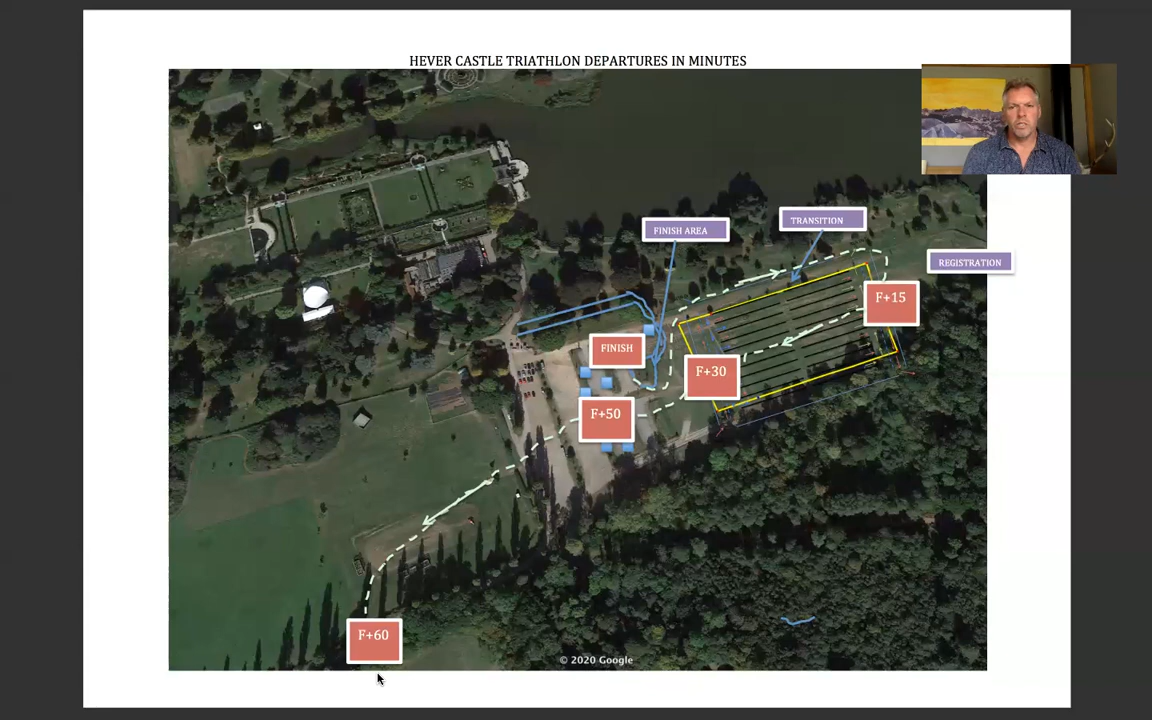 HEVER CASTLE TRIATHLON DEPARTURES IN MINUTES
TRANSITION
FINISH AREA
REGISTRATION
F+15
FINISH
F+30
F+50
F+60
© 2020 Google